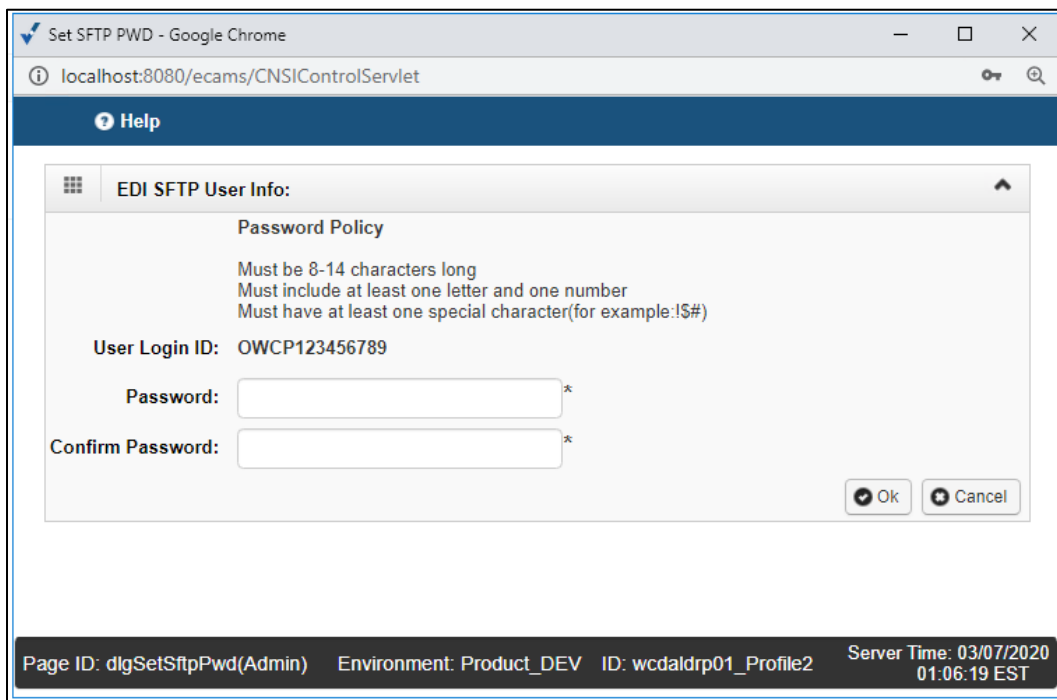 Set SFTP PWD - Google Chrome
localhost:8080/ecams/CNSIControlServlet
Help
EDI SFTP User Info:
Password Policy
Must be 8-14 characters long
Must include at least one letter and one number
Must have at least one special character(for example:!$#)
User Login ID: OWCP123456789
Password: *
Confirm Password: *
Ok Cancel
Page ID: dlgSetSftpPwd(Admin) Environment: Product_DEV ID: wcdaldrp01_Profile2 Server Time: 03/07/2020
01:06:19 EST